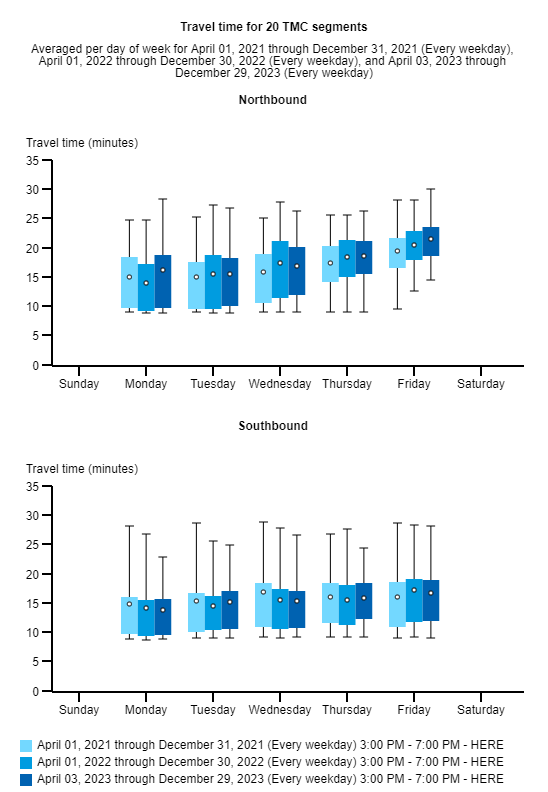 Travel time for 20 TMC segments
Averaged per day of week for April 01, 2021 through December 31, 2021 (Every weekday),
April 01, 2022 through December 30, 2022 (Every weekday), and April 03, 2023 through
December 29, 2023 (Every weekday)
Northbound
Travel time (minutes)
35
30
25
20
15
10
5
0
Sunday Monday Tuesday Wednesday Thursday Friday Saturday
Southbound
Travel time (minutes)
35
30
25
20
15
10
5
0
Sunday Monday Tuesday Wednesday Thursday Friday Saturday
April 01, 2021 through December 31, 2021 (Every weekday) 3:00 PM - 7:00 PM - HERE
April 01, 2022 through December 30, 2022 (Every weekday) 3:00 PM - 7:00 PM - HERE
April 03, 2023 through December 29, 2023 (Every weekday) 3:00 PM - 7:00 PM - HERE